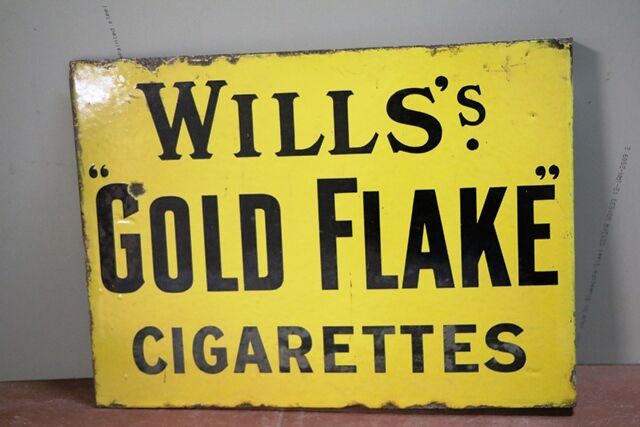 WILLS'S.
"GOLD FLAKE"
CIGARETTES